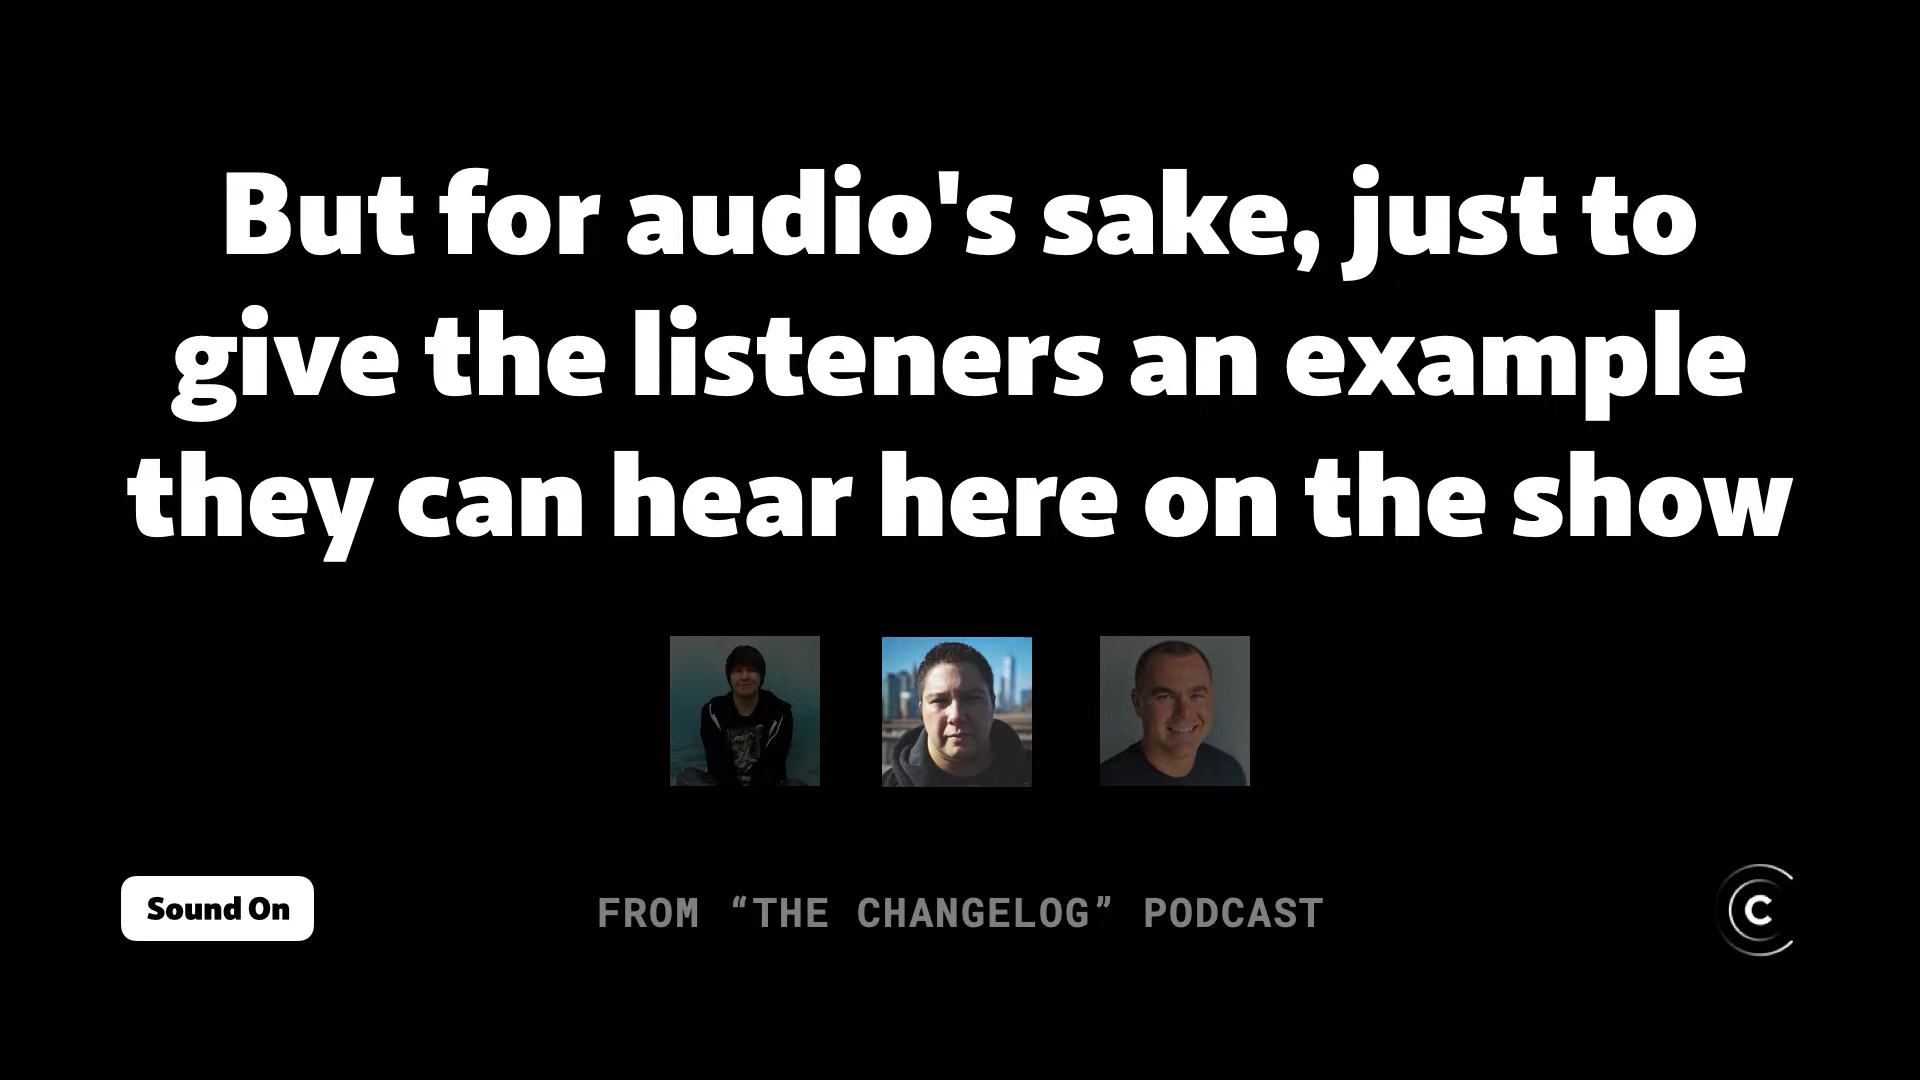 But for audio's sake, just to
give the listeners an example
they can hear here on the show
Sound On
FROM “THE CHANGELOG” PODCAST
C